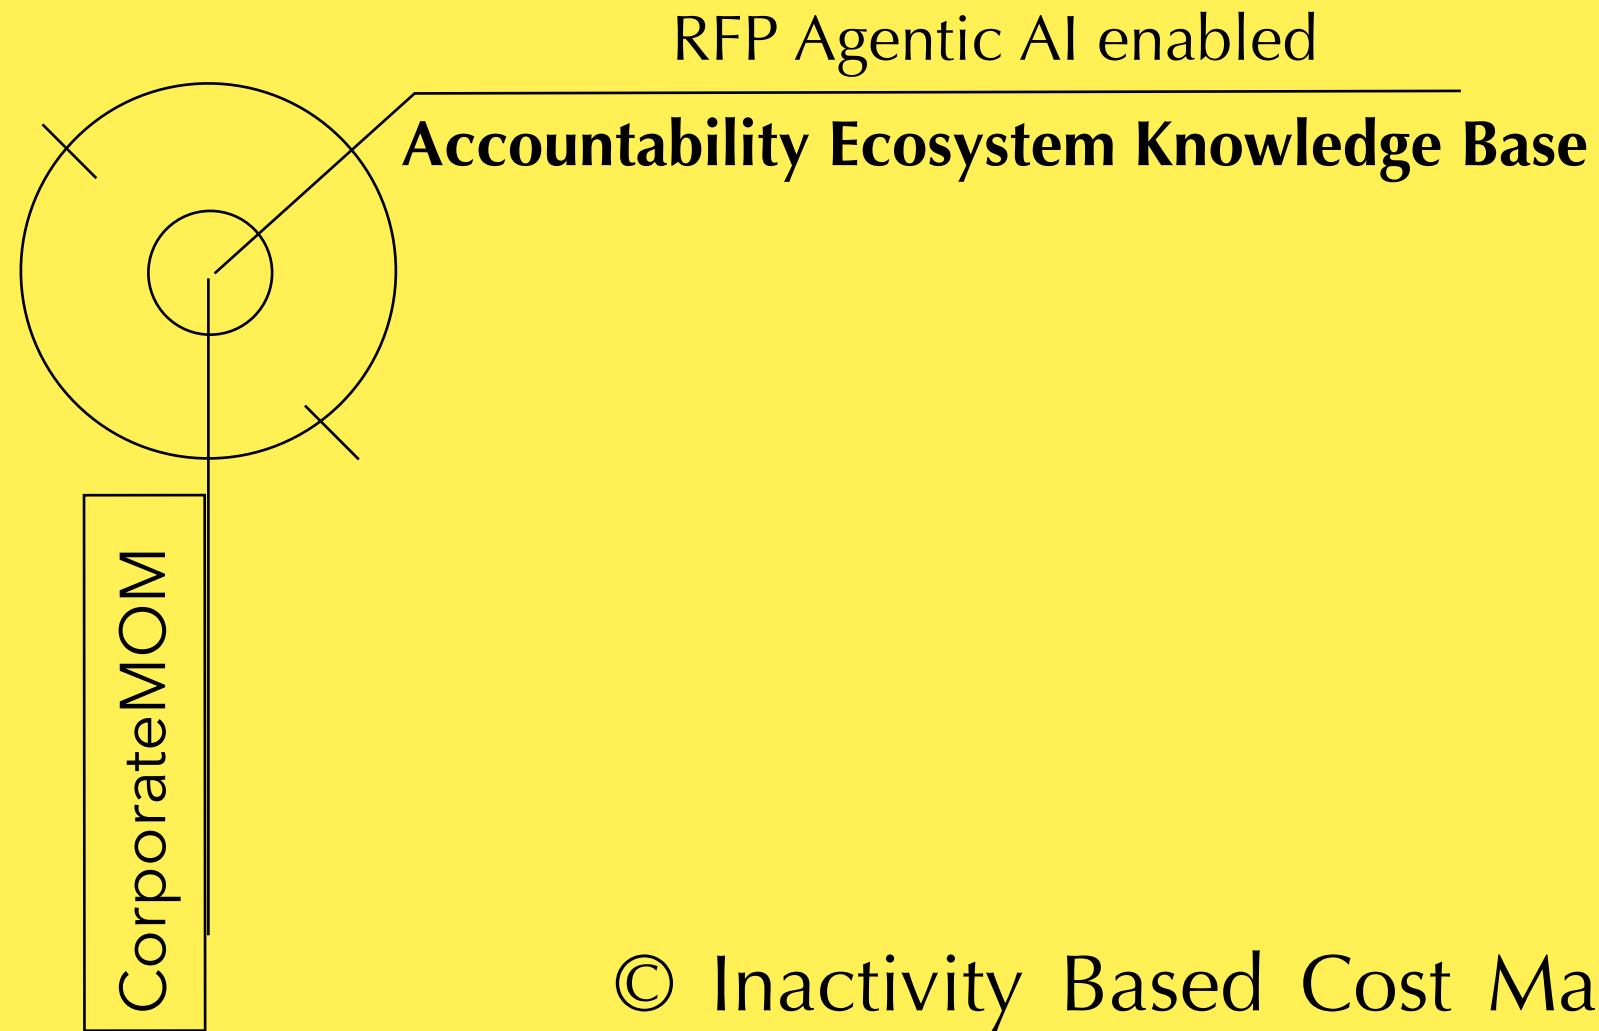 RFP Agentic AI enabled
Accountability Ecosystem Knowledge Base
CorporateMOM
© Inactivity Based Cost Ma